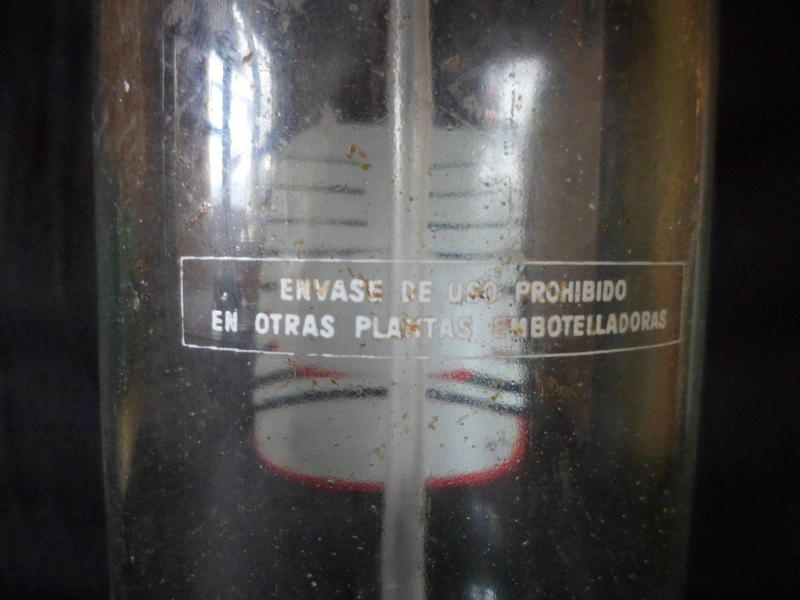 ENVASE DE USO PROHIBIDO
EN OTRAS PLANTAS EMBOTELLADORAS